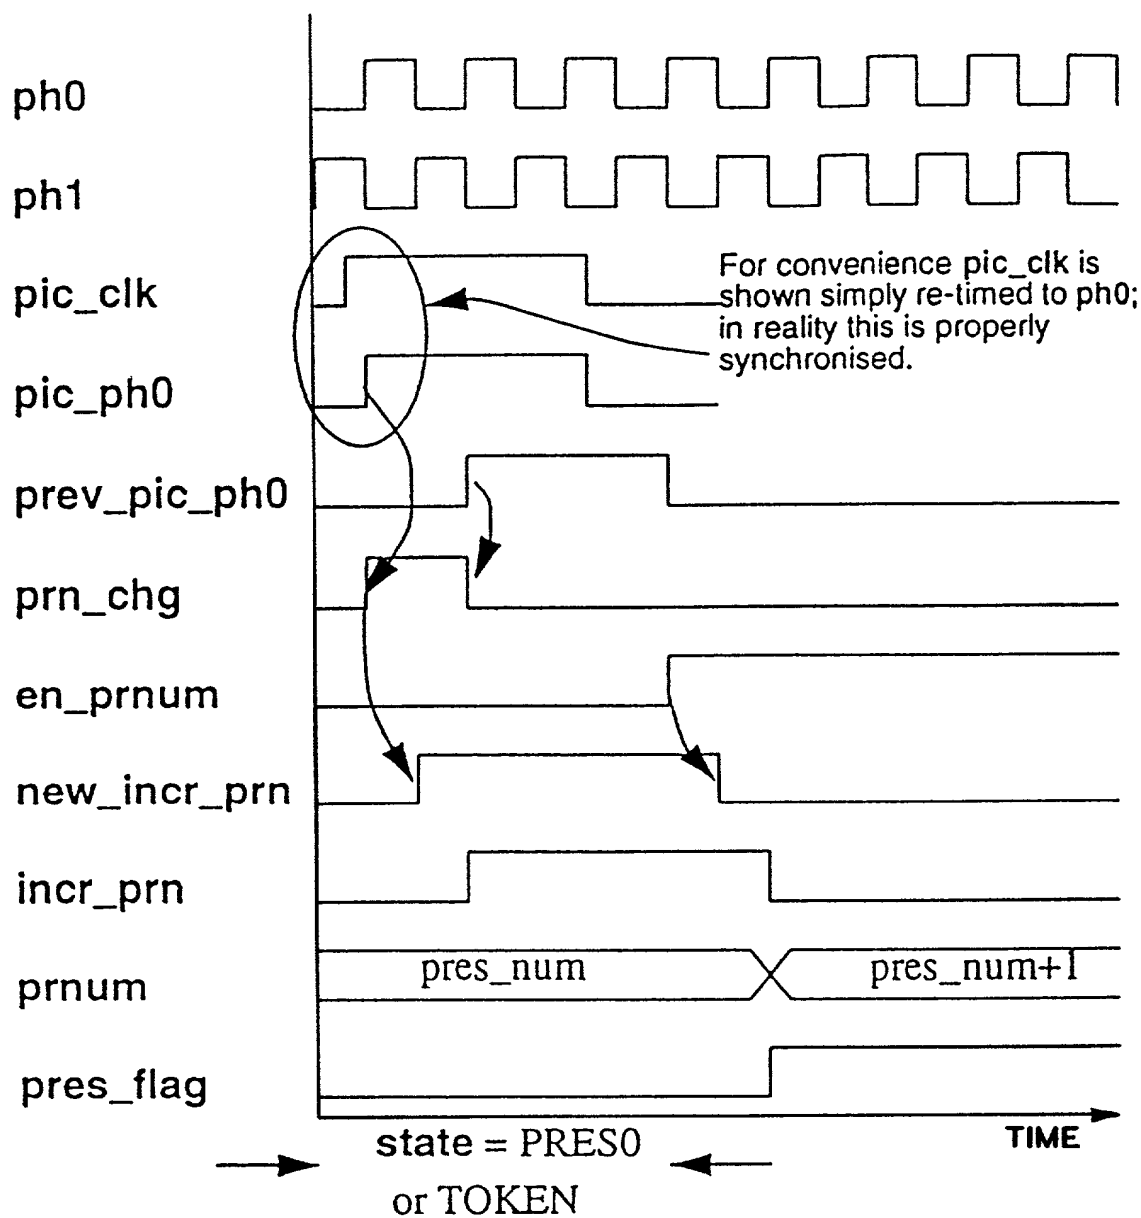 ph0
ph1
pic_clk
For convenience pic_clk is
shown simply re-timed to ph0;
in reality this is properly
synchronised.
pic_ph0
prev_pic_ph0
prn_chg
en_prnum
new_incr_prn
incr_prn
prnum
pres_num
pres_num+1
pres_flag
TIME
state = PRES0
or TOKEN